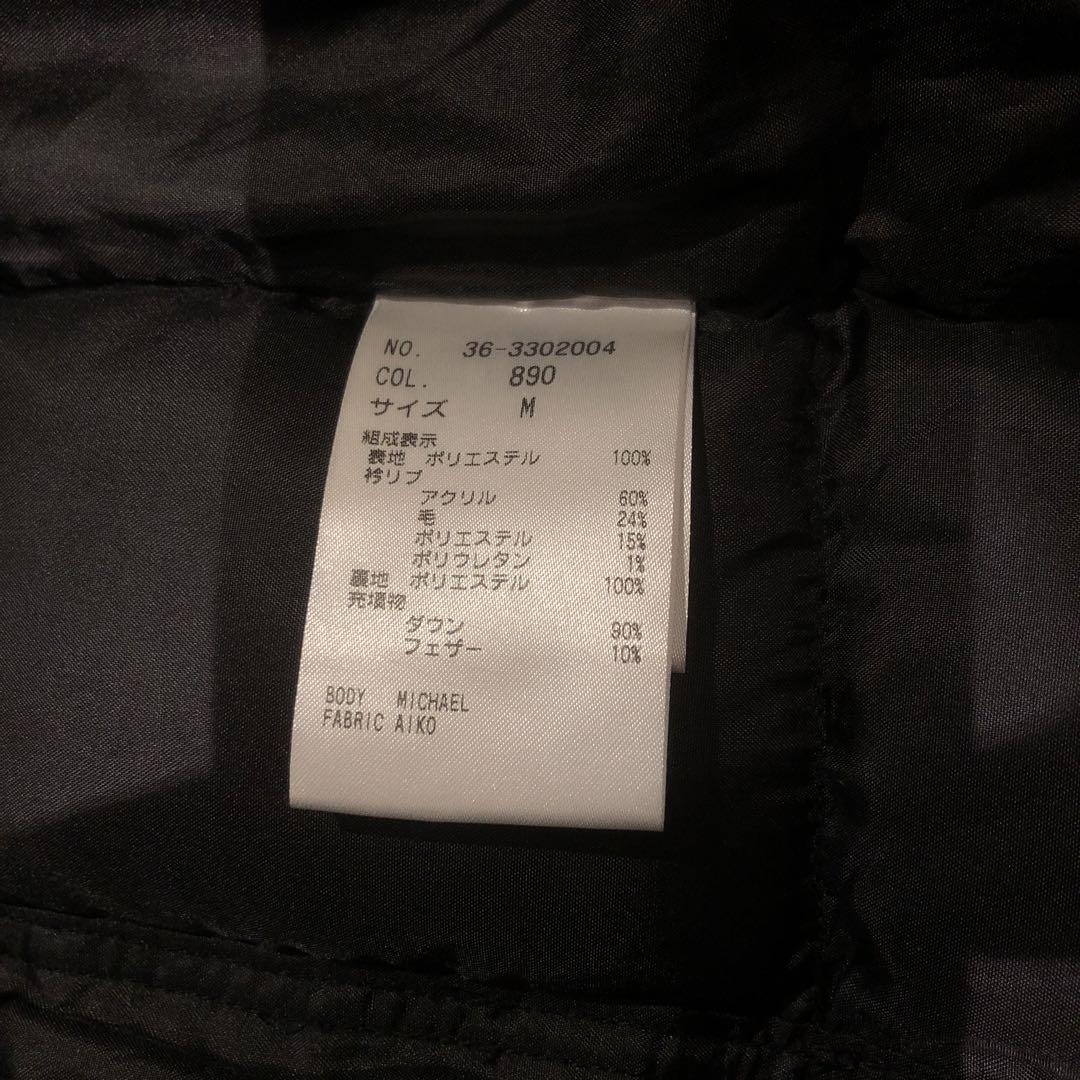 NO. 36-3302004
COL. 890
サイズ M
組成表示
表地 ポリエステル 100%
衿リブ
アクリル 60%
毛 24%
ポリエステル 15%
ポリウレタン 1%
裏地 ポリエステル 100%
充填物
ダウン 90%
フェザー 10%
BODY MICHAEL
FABRIC AIKO